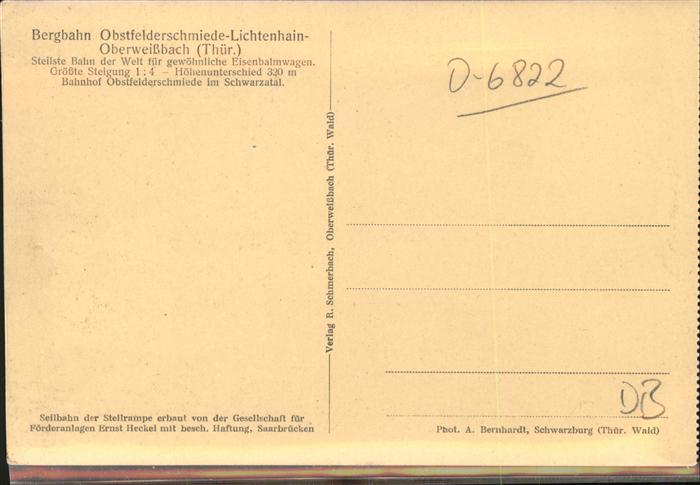 Bergbahn Obstfelderschmiede-Lichtenhain-
Oberweißbach (Thür.)
Steilste Bahn der Welt für gewöhnliche Eisenbahnwagen.
Größte Steigung 1:4 – Höhenunterschied 320 m
Bahnhof Obstfelderschmiede im Schwarzatal.
D-6822
Verlag R. Schmerbach, Oberweißbach (Thür. Wald)
Seilbahn der Steilrampe erbaut von der Gesellschaft für
Förderanlagen Ernst Heckel mit besch. Haftung, Saarbrücken
DB
Phot. A. Bernhardt, Schwarzburg (Thür. Wald)